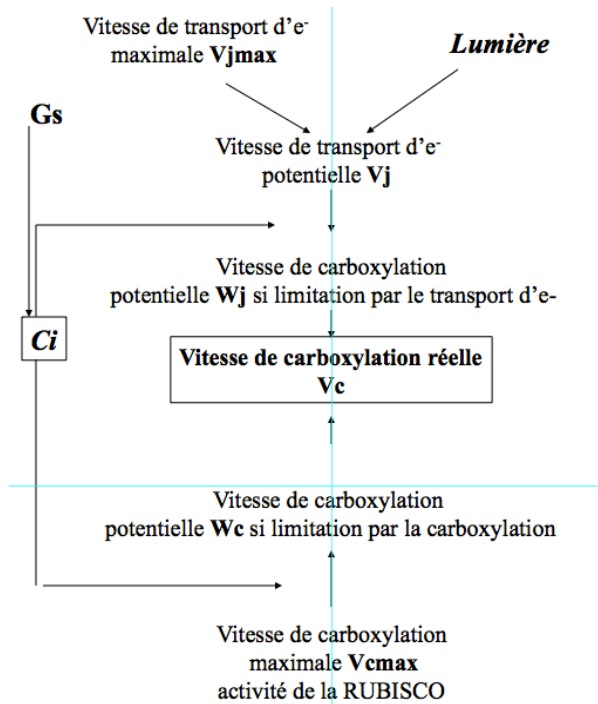 Vitesse de transport d'e-
maximale Vjmax
Lumière
Gs
Vitesse de transport d'e-
potentielle Vj
Vitesse de carboxylation
potentielle Wj si limitation par le transport d'e-
Ci
Vitesse de carboxylation réelle
Vc
Vitesse de carboxylation
potentielle Wc si limitation par la carboxylation
Vitesse de carboxylation
maximale Vcmax
activité de la RUBISCO